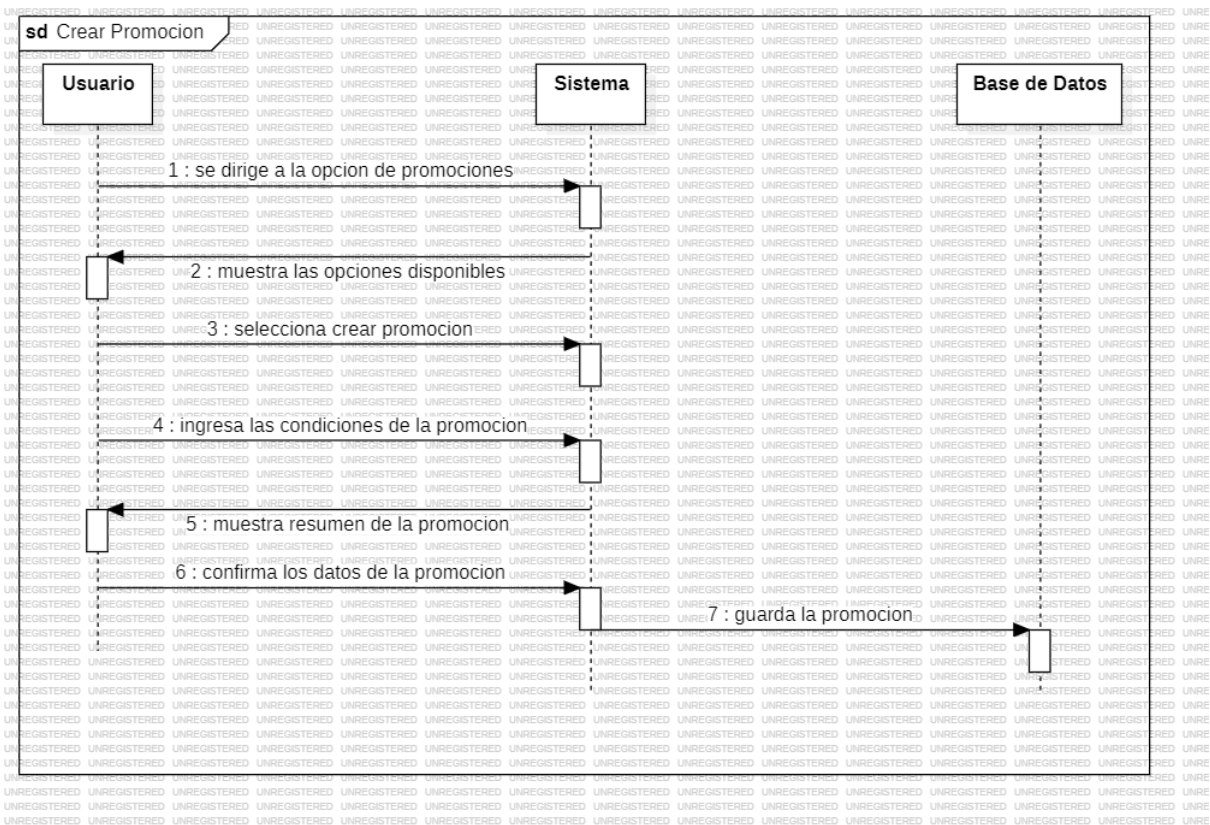 sd Crear Promocion
Usuario
Sistema
Base de Datos
1 : se dirige a la opcion de promociones
2 : muestra las opciones disponibles
3 : selecciona crear promocion
4 : ingresa las condiciones de la promocion
5 : muestra resumen de la promocion
6 : confirma los datos de la promocion
7 : guarda la promocion
UNREGISTERED